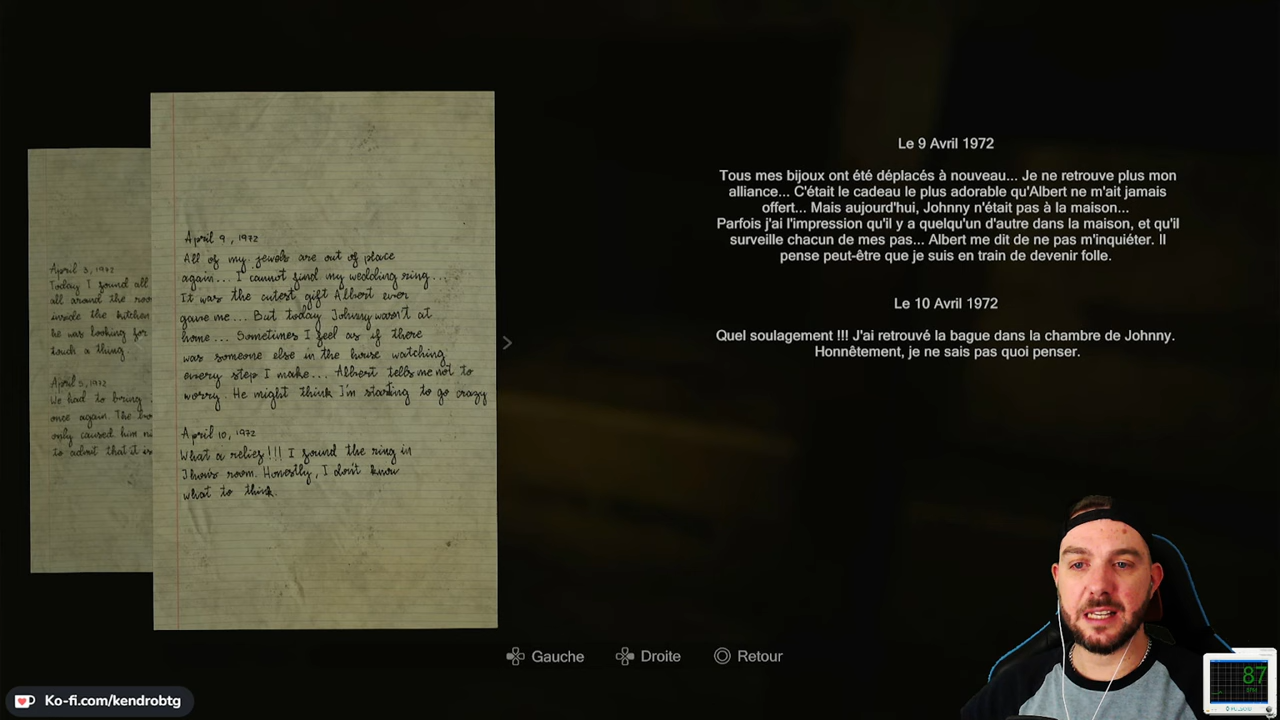 April 3, 1972
Today I found all
all around the roo
inside the kitchen
he was looking for
touch a thing.
April 5, 1972
We had to bring
once again. The bo
only caused him ni
to admit that it is
April 9, 1972
All of my jewels are out of place
again... I cannot find my wedding ring...
It was the cutest gift Albert ever
gave me... But today Johnny wasn't at
home... Sometimes I feel as if there
was someone else in the house watching
every step I make... Albert tells me not to
worry. He might think I'm starting to go crazy
April 10, 1972
What a relief!!! I found the ring in
room. Honestly, I don't know
what to think.
Le 9 Avril 1972
Tous mes bijoux ont été déplacés à nouveau... Je ne retrouve plus mon
alliance... C'était le cadeau le plus adorable qu'Albert ne m'ait jamais
offert... Mais aujourd'hui, Johnny n'était pas à la maison...
Parfois j'ai l'impression qu'il y a quelqu'un d'autre dans la maison, et qu'il
surveille chacun de mes pas... Albert me dit de ne pas m'inquiéter. Il
pense peut-être que je suis en train de devenir folle.
Le 10 Avril 1972
Quel soulagement !!! J'ai retrouvé la bague dans la chambre de Johnny.
Honnêtement, je ne sais pas quoi penser.
Gauche
Droite
Retour
Ko-fi.com/kendrobtg
87